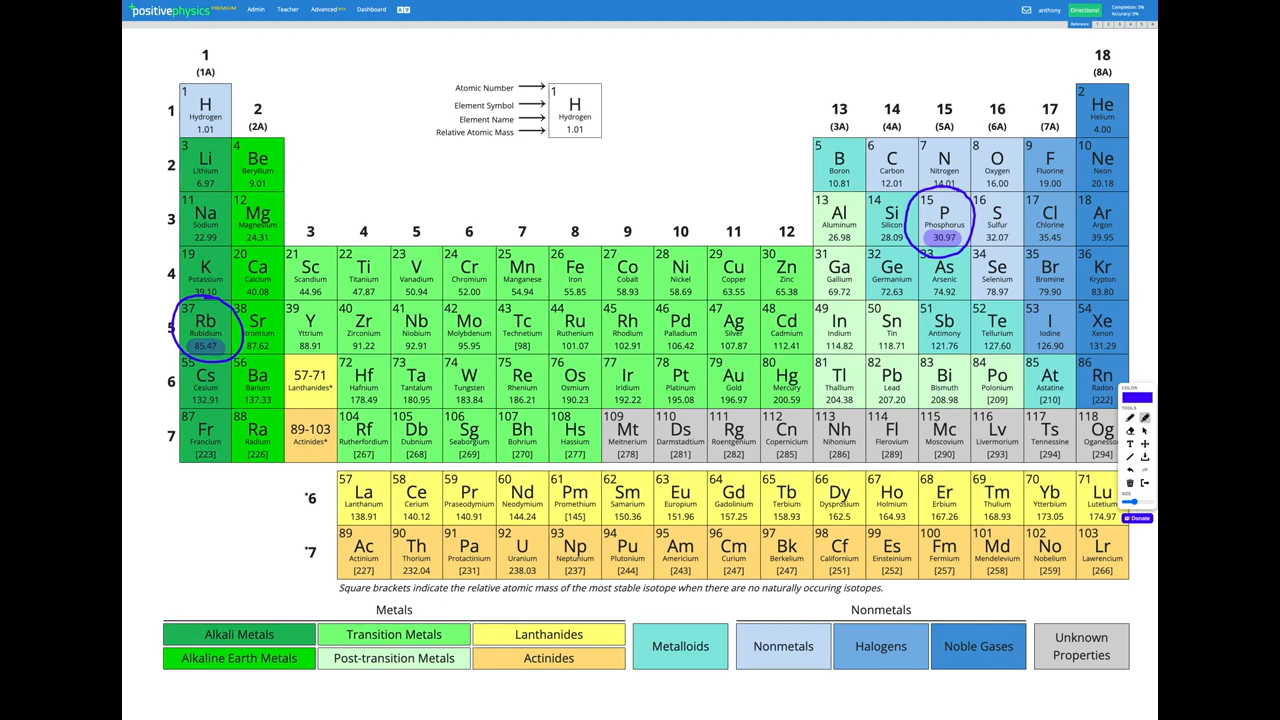 +positivephysics PREMIUM Admin Teacher Advanced BETA Dashboard anthony Directions! Completion: 0%
Accuracy: 0%
Reference 1 2 3 4 5 6
1 18
(1A) (8A)
Atomic Number 1 H Hydrogen 1.01
Element Symbol
Element Name
Relative Atomic Mass
2 13 14 15 16 17
(2A) (3A) (4A) (5A) (6A) (7A)
3 4 5 6 7 8 9 10 11 12
1 1 H Hydrogen 1.01 2 He Helium 4.00
2 3 Li Lithium 6.97 4 Be Beryllium 9.01 5 B Boron 10.81 6 C Carbon 12.01 7 N Nitrogen 14.01 8 O Oxygen 16.00 9 F Fluorine 19.00 10 Ne Neon 20.18
3 11 Na Sodium 22.99 12 Mg Magnesium 24.31 13 Al Aluminum 26.98 14 Si Silicon 28.09 15 P Phosphorus 30.97 16 S Sulfur 32.07 17 Cl Chlorine 35.45 18 Ar Argon 39.95
4 19 K Potassium 39.10 20 Ca Calcium 40.08 21 Sc Scandium 44.96 22 Ti Titanium 47.87 23 V Vanadium 50.94 24 Cr Chromium 52.00 25 Mn Manganese 54.94 26 Fe Iron 55.85 27 Co Cobalt 58.93 28 Ni Nickel 58.69 29 Cu Copper 63.55 30 Zn Zinc 65.38 31 Ga Gallium 69.72 32 Ge Germanium 72.63 33 As Arsenic 74.92 34 Se Selenium 78.97 35 Br Bromine 79.90 36 Kr Krypton 83.80
5 37 Rb Rubidium 85.47 38 Sr Strontium 87.62 39 Y Yttrium 88.91 40 Zr Zirconium 91.22 41 Nb Niobium 92.91 42 Mo Molybdenum 95.95 43 Tc Technetium [98] 44 Ru Ruthenium 101.07 45 Rh Rhodium 102.91 46 Pd Palladium 106.42 47 Ag Silver 107.87 48 Cd Cadmium 112.41 49 In Indium 114.82 50 Sn Tin 118.71 51 Sb Antimony 121.76 52 Te Tellurium 127.60 53 I Iodine 126.90 54 Xe Xenon 131.29
6 55 Cs Cesium 132.91 56 Ba Barium 137.33 57-71 Lanthanides* 72 Hf Hafnium 178.49 73 Ta Tantalum 180.95 74 W Tungsten 183.84 75 Re Rhenium 186.21 76 Os Osmium 190.23 77 Ir Iridium 192.22 78 Pt Platinum 195.08 79 Au Gold 196.97 80 Hg Mercury 200.59 81 Tl Thallium 204.38 82 Pb Lead 207.20 83 Bi Bismuth 208.98 84 Po Polonium [209] 85 At Astatine [210] 86 Rn Radon [222]
7 87 Fr Francium [223] 88 Ra Radium [226] 89-103 Actinides* 104 Rf Rutherfordium [267] 105 Db Dubnium [268] 106 Sg Seaborgium [269] 107 Bh Bohrium [270] 108 Hs Hassium [277] 109 Mt Meitnerium [278] 110 Ds Darmstadtium [281] 111 Rg Roentgenium [282] 112 Cn Copernicium [285] 113 Nh Nihonium [286] 114 Fl Flerovium [289] 115 Mc Moscovium [290] 116 Lv Livermorium [293] 117 Ts Tennessine [294] 118 Og Oganesso [294]
*6 57 La Lanthanum 138.91 58 Ce Cerium 140.12 59 Pr Praseodymium 140.91 60 Nd Neodymium 144.24 61 Pm Promethium [145] 62 Sm Samarium 150.36 63 Eu Europium 151.96 64 Gd Gadolinium 157.25 65 Tb Terbium 158.93 66 Dy Dysprosium 162.5 67 Ho Holmium 164.93 68 Er Erbium 167.26 69 Tm Thulium 168.93 70 Yb Ytterbium 173.05 71 Lu Lutetium 174.97
*7 89 Ac Actinium [227] 90 Th Thorium 232.04 91 Pa Protactinium [231] 92 U Uranium 238.03 93 Np Neptunium [237] 94 Pu Plutonium [244] 95 Am Americium [243] 96 Cm Curium [247] 97 Bk Berkelium [247] 98 Cf Californium [251] 99 Es Einsteinium [252] 100 Fm Fermium [257] 101 Md Mendelevium [258] 102 No Nobelium [259] 103 Lr Lawrencium [266]
COLOR
TOOLS
T
SIZE
Donate
Square brackets indicate the relative atomic mass of the most stable isotope when there are no naturally occuring isotopes.
Metals Nonmetals
Alkali Metals Transition Metals Lanthanides Metalloids Nonmetals Halogens Noble Gases Unknown
Properties
Alkaline Earth Metals Post-transition Metals Actinides